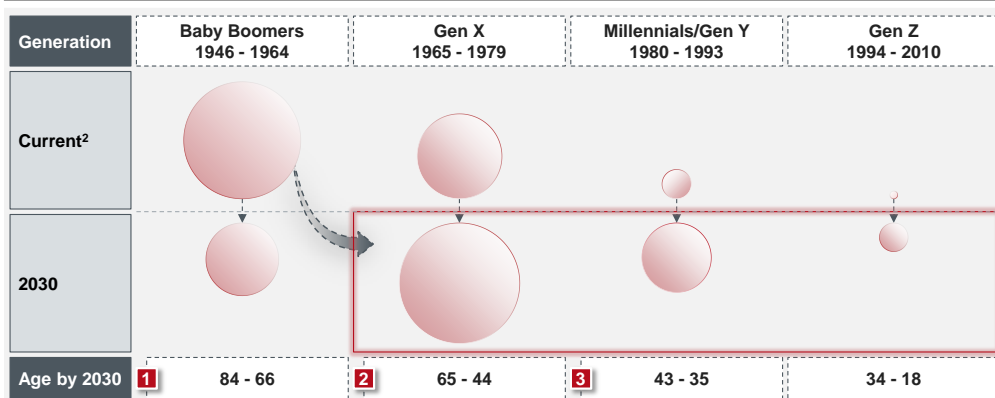 Generation
Baby Boomers
1946 - 1964
Gen X
1965 - 1979
Millennials/Gen Y
1980 - 1993
Gen Z
1994 - 2010
Current²
2030
Age by 2030
1
84 - 66
2
65 - 44
3
43 - 35
34 - 18